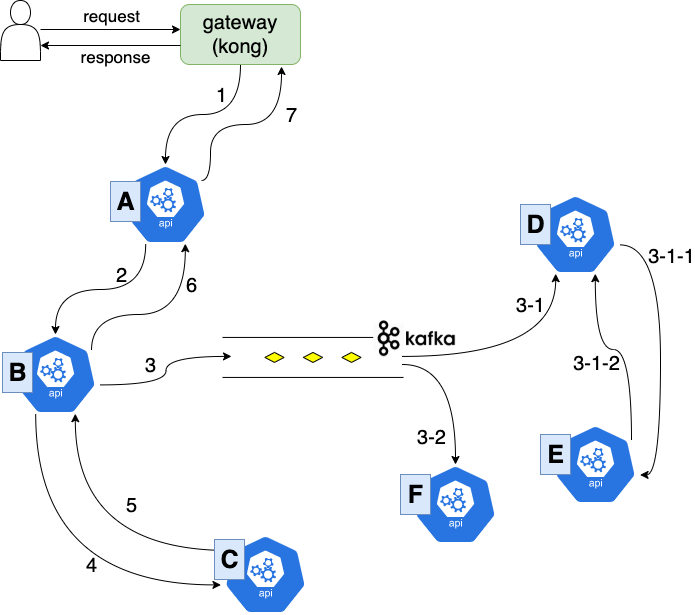 request
gateway
(kong)
response
1
7
A
api
2
6
D
api
3-1-1
3-1
kafka
B
api
3
3-1-2
3-2
E
api
F
api
5
4
C
api